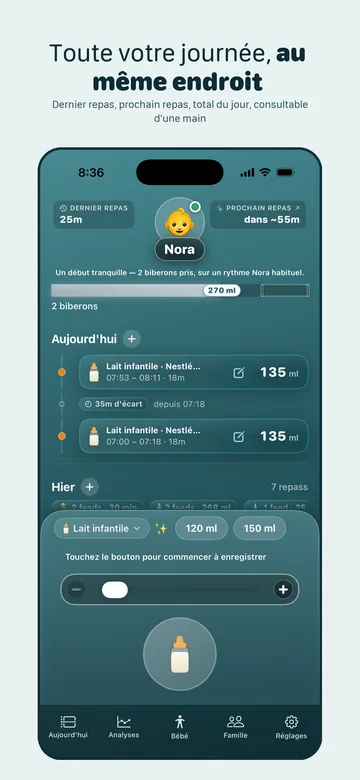 Toute votre journée, au
même endroit
Dernier repas, prochain repas, total du jour, consultable
d'une main
8:36
DERNIER REPAS
25m
PROCHAIN REPAS ↗
dans ~55m
Nora
Un début tranquille — 2 biberons pris, sur un rythme Nora habituel.
270 ml
2 biberons
Aujourd'hui +
Lait infantile · Nestlé...
07:53 – 08:11 · 18m
135 ml
35m d'écart depuis 07:18
Lait infantile · Nestlé...
07:00 – 07:18 · 18m
135 ml
Hier +
7 repass
Lait infantile
120 ml
150 ml
Touchez le bouton pour commencer à enregistrer
Aujourd'hui
Analyses
Bébé
Famille
Réglages